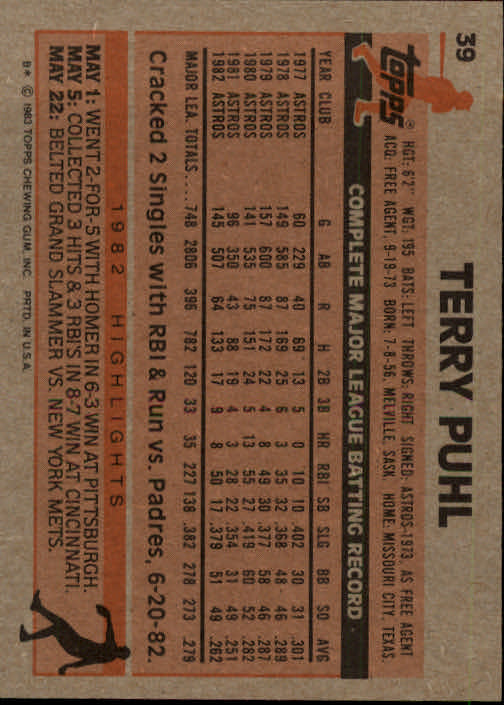 39
topps®
TERRY PUHL
HGT: 6'2" WGT: 195 BATS: LEFT THROWS: RIGHT SIGNED: ASTROS-1973, AS FREE AGENT
ACQ: FREE AGENT, 9-19-73 BORN: 7-8-56, MELVILLE, SASK HOME: MISSOURI CITY, TEXAS
COMPLETE MAJOR LEAGUE BATTING RECORD
YEAR CLUB G AB R H 2B 3B HR RBI SB SLG BB SO AVG
1977 ASTROS 60 229 40 69 13 5 0 10 10 .402 30 31 .301
1978 ASTROS 149 585 87 169 25 6 3 35 32 .368 48 46 .289
1979 ASTROS 157 600 87 172 22 4 8 49 30 .377 58 46 .287
1980 ASTROS 141 535 75 151 24 5 13 55 27 .419 60 52 .282
1981 ASTROS 96 350 43 88 19 4 3 28 22 .354 31 49 .251
1982 ASTROS 145 507 64 133 17 9 8 50 17 .379 51 49 .262
MAJOR LEA. TOTALS .... 748 2806 396 782 120 33 35 227 138 .382 278 273 .279
Cracked 2 Singles with RBI & Run vs. Padres, 6-20-82.
1982 HIGHLIGHTS
MAY 1: WENT 2-FOR-5 WITH HOMER IN 6-3 WIN AT PITTSBURGH.
MAY 5: COLLECTED 3 HITS & 3 RBI'S IN 8-7 WIN AT CINCINNATI.
MAY 22: BELTED GRAND SLAMMER VS. NEW YORK METS.
B* © 1983 TOPPS CHEWING GUM, INC. PRTD. IN U.S.A.